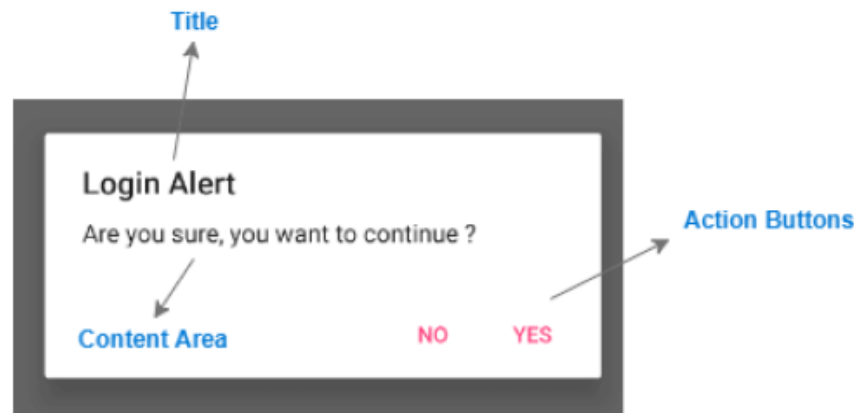 Title
Login Alert
Are you sure, you want to continue ?
Action Buttons
Content Area
NO
YES